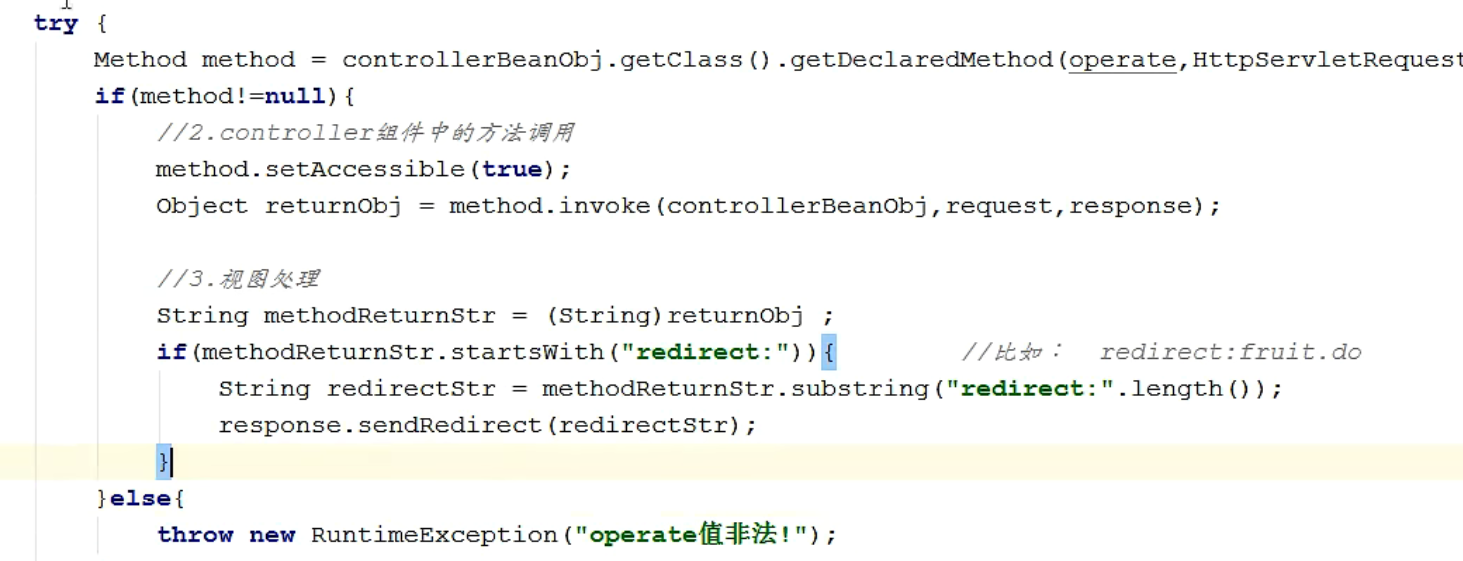 try {
Method method = controllerBeanObj.getClass().getDeclaredMethod(operate,HttpServletRequest
if(method!=null){
//2.controller组件中的方法调用
method.setAccessible(true);
Object returnObj = method.invoke(controllerBeanObj,request,response);
//3.视图处理
String methodReturnStr = (String)returnObj ;
if(methodReturnStr.startsWith("redirect:")){ //比如： redirect:fruit.do
String redirectStr = methodReturnStr.substring("redirect:".length());
response.sendRedirect(redirectStr);
}
}else{
throw new RuntimeException("operate值非法!");